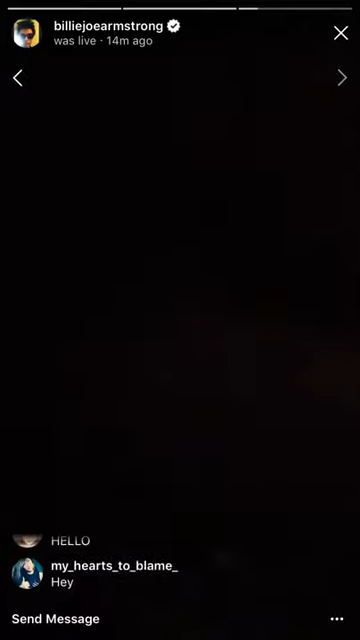 billiejoearmstrong
was live · 14m ago
HELLO
my_hearts_to_blame_
Hey
Send Message